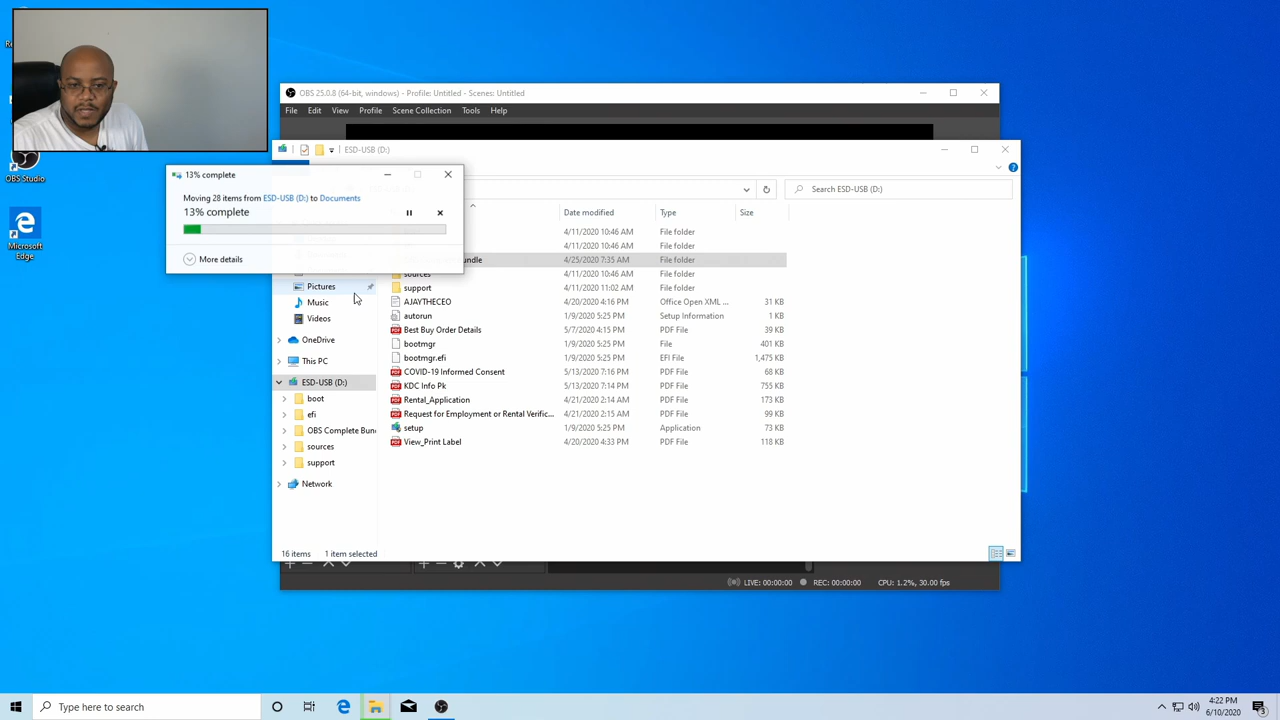 OBS 25.0.8 (64-bit, windows) - Profile: Untitled - Scenes: Untitled
File Edit View Profile Scene Collection Tools Help
ESD-USB (D:)
Search ESD-USB (D:)
13% complete
Moving 28 items from ESD-USB (D:) to Documents
13% complete
More details
Date modified Type Size
4/11/2020 10:46 AM File folder
4/11/2020 10:46 AM File folder
4/25/2020 7:35 AM File folder
sources 4/11/2020 10:46 AM File folder
support 4/11/2020 11:02 AM File folder
AJAYTHECEO 4/20/2020 4:16 PM Office Open XML ... 31 KB
autorun 1/9/2020 5:25 PM Setup Information 1 KB
Best Buy Order Details 5/7/2020 4:15 PM PDF File 39 KB
bootmgr 1/9/2020 5:25 PM File 401 KB
bootmgr.efi 1/9/2020 5:25 PM EFI File 1,475 KB
COVID-19 Informed Consent 5/13/2020 7:16 PM PDF File 68 KB
KDC Info Pk 5/13/2020 7:14 PM PDF File 755 KB
Rental_Application 4/21/2020 2:14 AM PDF File 173 KB
Request for Employment or Rental Verific... 4/21/2020 2:15 AM PDF File 99 KB
setup 1/9/2020 5:25 PM Application 73 KB
View_Print Label 4/20/2020 4:33 PM PDF File 118 KB
Pictures
Music
Videos
OneDrive
This PC
ESD-USB (D:)
boot
efi
OBS Complete Bun
sources
support
Network
16 items 1 item selected
LIVE: 00:00:00 REC: 00:00:00 CPU: 1.2%, 30.00 fps
OBS Studio
Microsoft
Edge
Type here to search
4:22 PM
6/10/2020